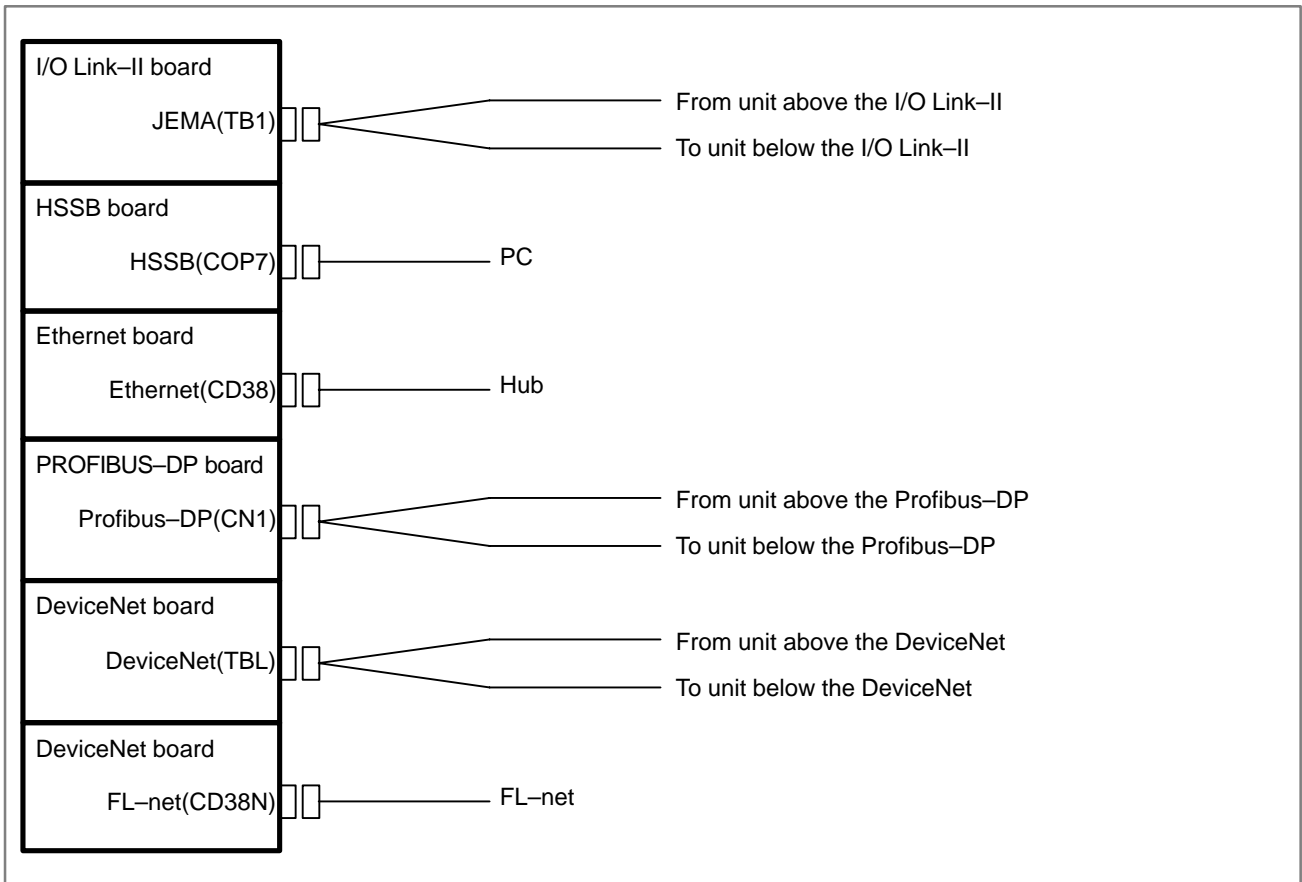 I/O Link–II board
JEMA(TB1)
From unit above the I/O Link–II
To unit below the I/O Link–II
HSSB board
HSSB(COP7)
PC
Ethernet board
Ethernet(CD38)
Hub
PROFIBUS–DP board
Profibus–DP(CN1)
From unit above the Profibus–DP
To unit below the Profibus–DP
DeviceNet board
DeviceNet(TBL)
From unit above the DeviceNet
To unit below the DeviceNet
DeviceNet board
FL–net(CD38N)
FL–net